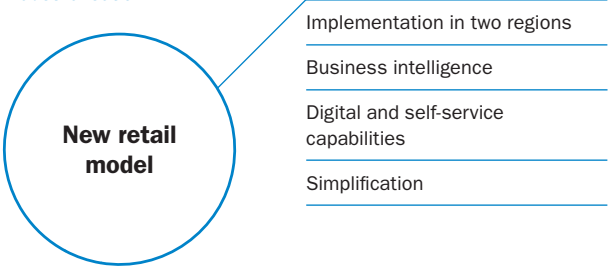 New retail
model
Implementation in two regions
Business intelligence
Digital and self-service
capabilities
Simplification